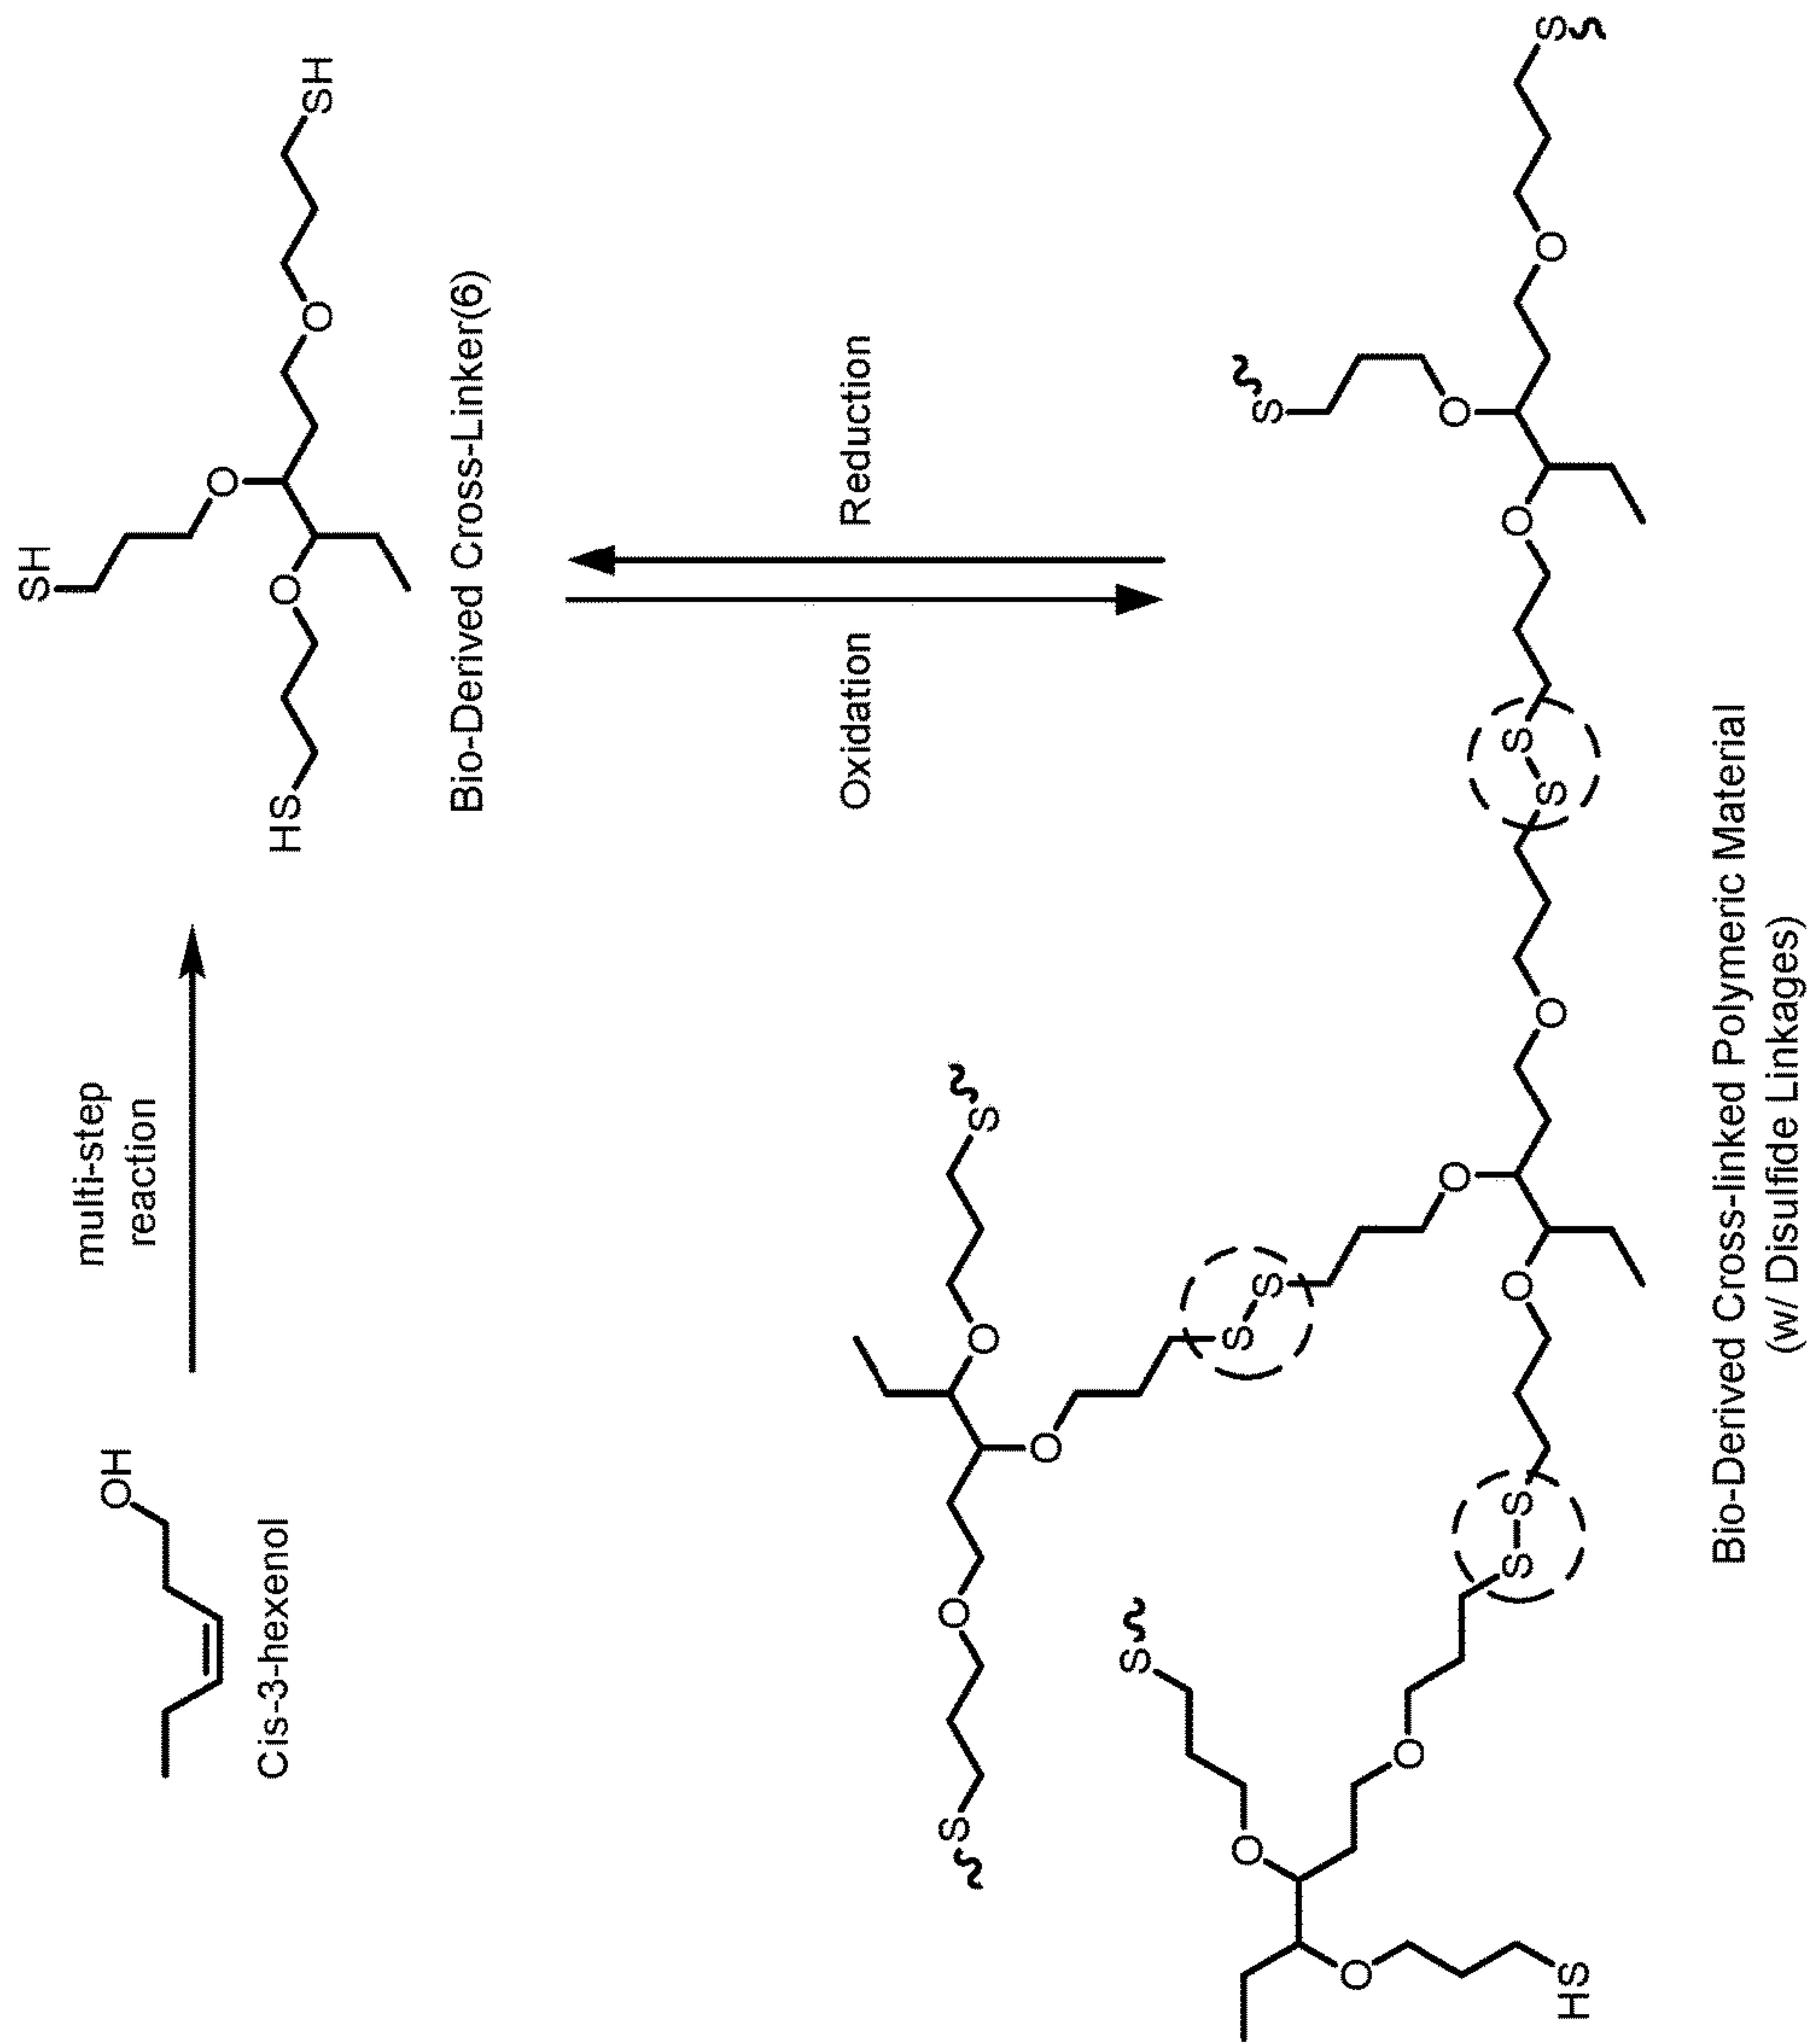 OH
Cis-3-hexenol
multi-step
reaction
SH
O
HS
O
O
SH
Bio-Derived Cross-Linker(6)
Oxidation
Reduction
S
O
O
S
O
S
S
S
O
S
O
O
O
O
HS
S
S
O
O
S
S
O
O
S
Bio-Derived Cross-linked Polymeric Material
(w/ Disulfide Linkages)